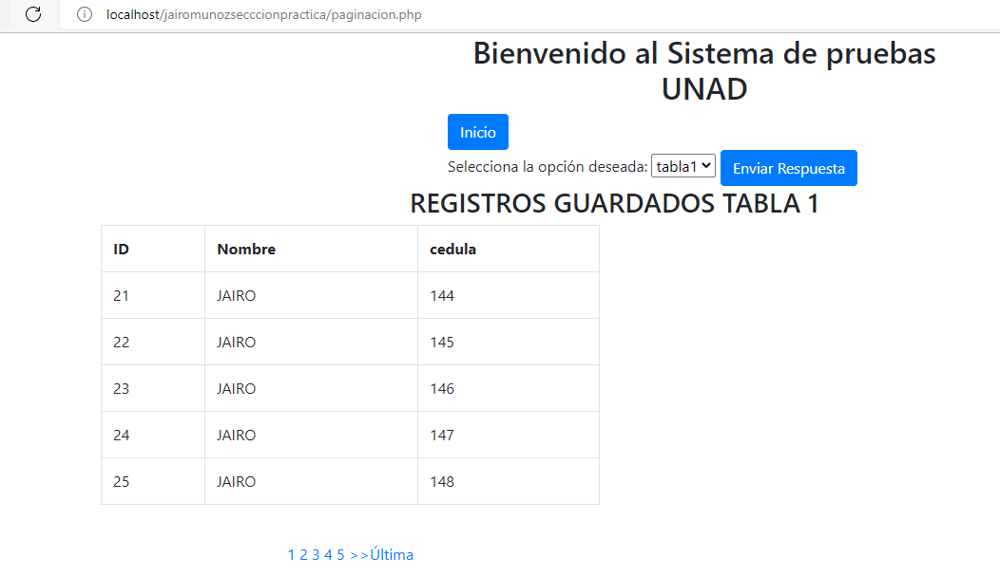 localhost/jairomunozsecccionpractica/paginacion.php
Bienvenido al Sistema de pruebas
UNAD
Inicio
Selecciona la opción deseada: tabla1 Enviar Respuesta
REGISTROS GUARDADOS TABLA 1
ID Nombre cedula
21 JAIRO 144
22 JAIRO 145
23 JAIRO 146
24 JAIRO 147
25 JAIRO 148
1 2 3 4 5 >>Última